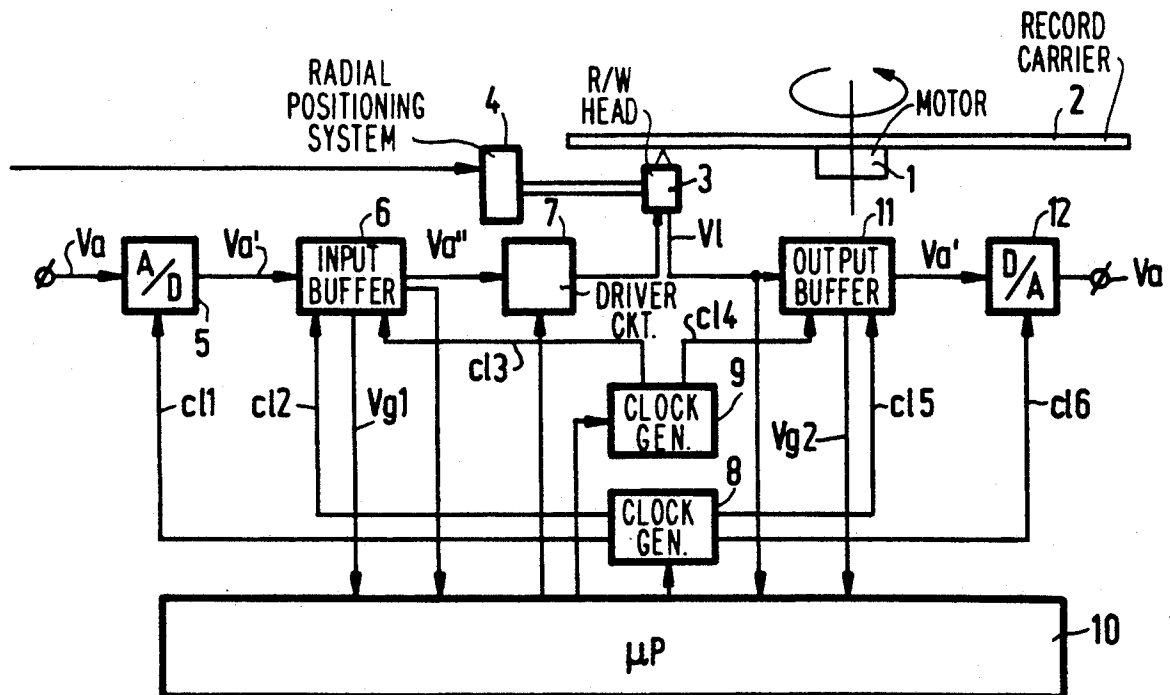 RECORD
CARRIER
RADIAL
POSITIONING
SYSTEM
4
R/W
HEAD
MOTOR
2
3
1
Va
A/D
5
Va'
6
INPUT
BUFFER
Va"
7
DRIVER
CKT.
Vl
11
OUTPUT
BUFFER
Va'
12
D/A
Va
cl3
cl4
9
CLOCK
GEN.
cl1
cl2
Vg1
Vg2
cl5
cl6
8
CLOCK
GEN.
µP
10